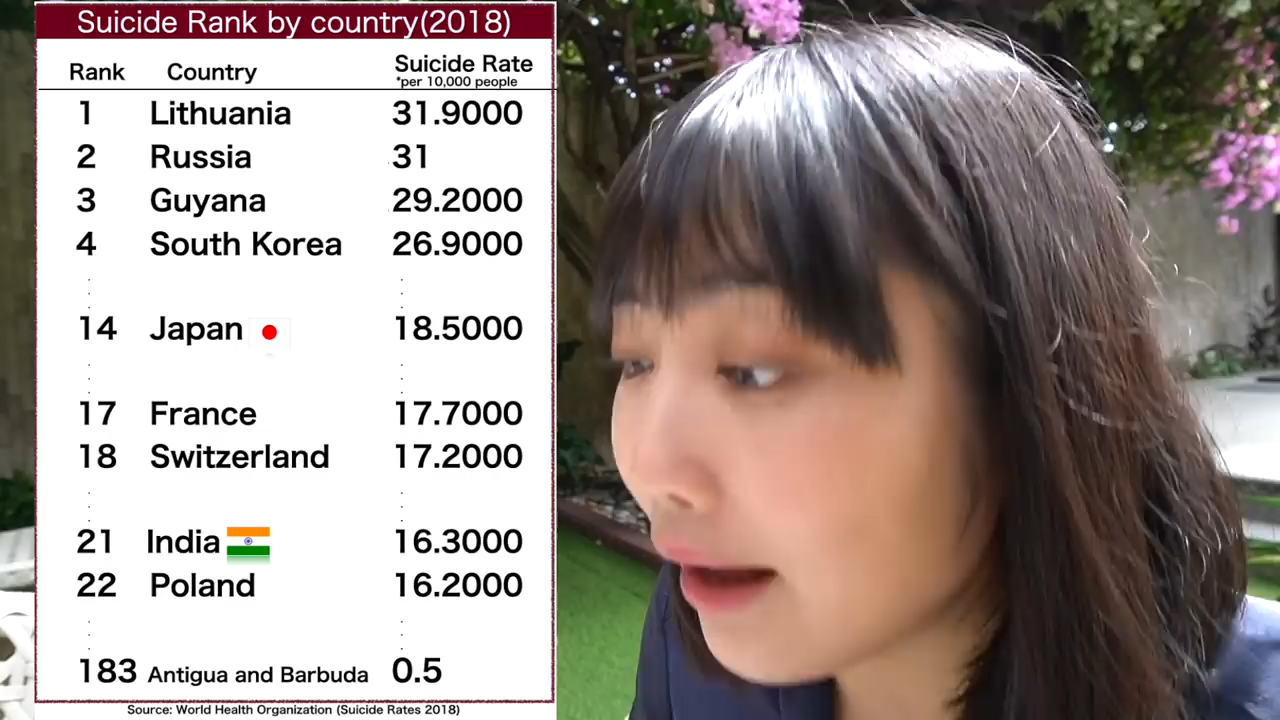 Suicide Rank by country(2018)
Rank Country Suicide Rate
*per 10,000 people
1 Lithuania 31.9000
2 Russia 31
3 Guyana 29.2000
4 South Korea 26.9000
14 Japan 18.5000
17 France 17.7000
18 Switzerland 17.2000
21 India 16.3000
22 Poland 16.2000
183 Antigua and Barbuda 0.5
Source: World Health Organization (Suicide Rates 2018)